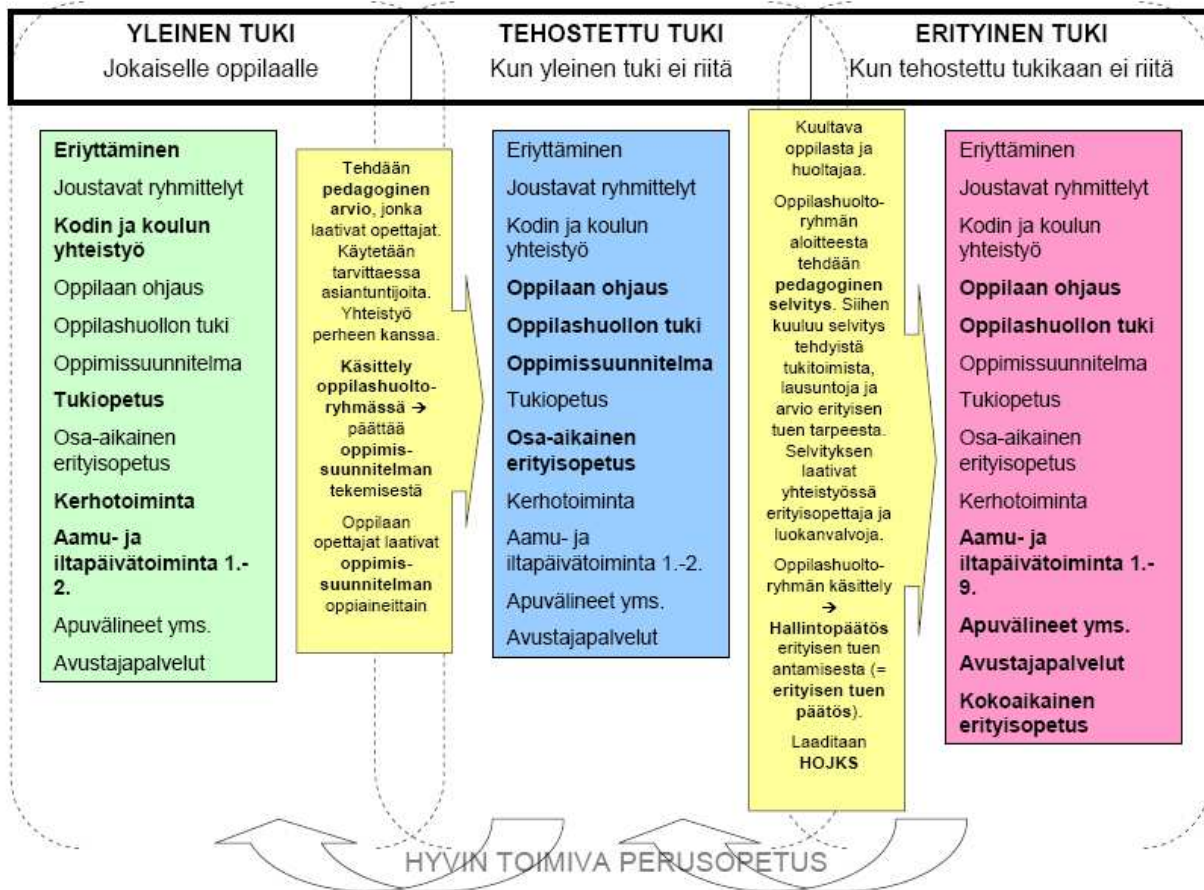 YLEINEN TUKI
Jokaiselle oppilaalle
TEHOSTETTU TUKI
Kun yleinen tuki ei riitä
ERITYINEN TUKI
Kun tehostettu tukikaan ei riitä
Eriyttäminen
Joustavat ryhmittelyt
Kodin ja koulun
yhteistyö
Oppilaan ohjaus
Oppilashuollon tuki
Oppimissuunnitelma
Tukiopetus
Osa-aikainen
erityisopetus
Kerhotoiminta
Aamu- ja
iltapäivätoiminta 1.-
2.
Apuvälineet yms.
Avustajapalvelut
Tehdään
pedagoginen
arvio, jonka
laativat opettajat.
Käytetään
tarvittaessa
asiantuntijoita.
Yhteistyö
perheen kanssa.
Käsittely
oppilashuolto-
ryhmässä →
päättää
oppimis-
suunnitelman
tekemisestä
Oppilaan
opettajat laativat
oppimis-
suunnitelman
oppiaineittain
Eriyttäminen
Joustavat ryhmittelyt
Kodin ja koulun
yhteistyö
Oppilaan ohjaus
Oppilashuollon tuki
Oppimissuunnitelma
Tukiopetus
Osa-aikainen
erityisopetus
Kerhotoiminta
Aamu- ja
iltapäivätoiminta 1.-2.
Apuvälineet yms.
Avustajapalvelut
Kuultava
oppilasta ja
huoltajaa.
Oppilashuolto-
ryhmän
aloitteesta
tehdään
pedagoginen
selvitys. Siihen
kuuluu selvitys
tehdyistä
tukitoimista,
lausuntoja ja
arvio erityisen
tuen tarpeesta.
Selvityksen
laativat
yhteistyössä
erityisopettaja ja
luokanvalvoja.
Oppilashuolto-
ryhmän käsittely
→
Hallintopäätös
erityisen tuen
antamisesta (=
erityisen tuen
päätös).
Laaditaan
HOJKS
Eriyttäminen
Joustavat ryhmittelyt
Kodin ja koulun
yhteistyö
Oppilaan ohjaus
Oppilashuollon tuki
Oppimissuunnitelma
Tukiopetus
Osa-aikainen
erityisopetus
Kerhotoiminta
Aamu- ja
iltapäivätoiminta 1.-
9.
Apuvälineet yms.
Avustajapalvelut
Kokoaikainen
erityisopetus
HYVIN TOIMIVA PERUSOPETUS